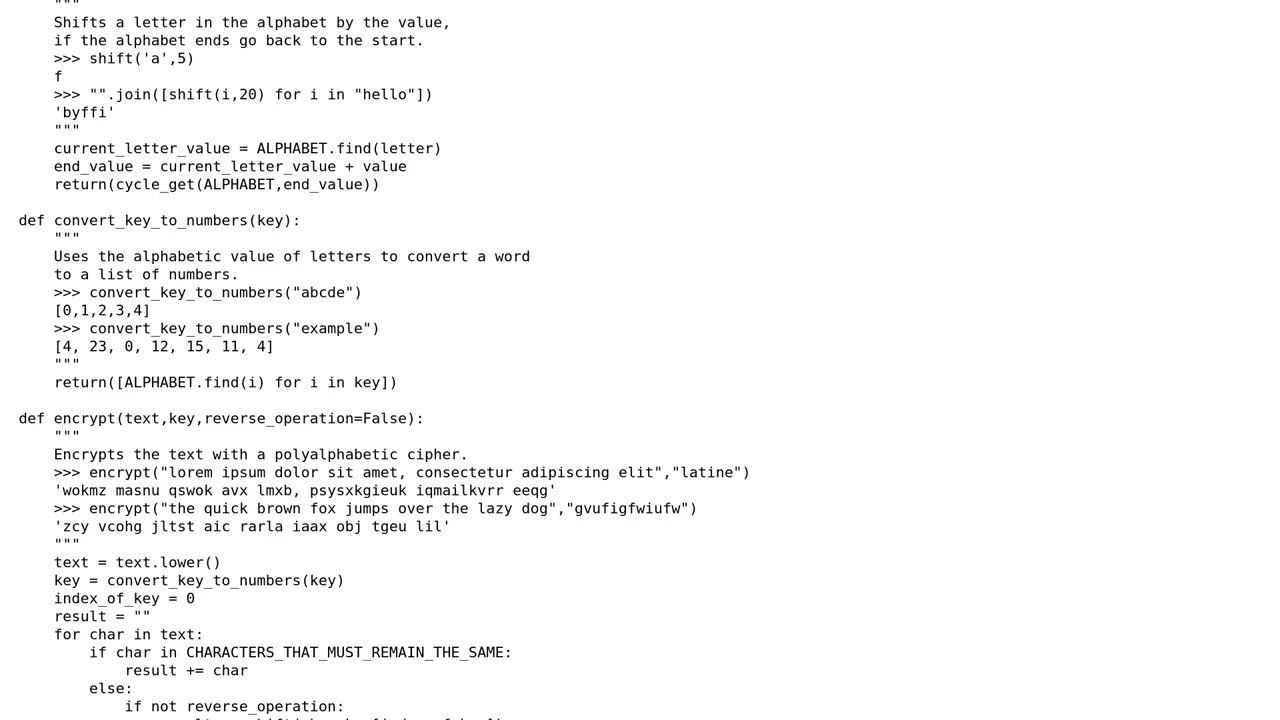 """
Shifts a letter in the alphabet by the value,
if the alphabet ends go back to the start.
>>> shift('a',5)
f
>>> "".join([shift(i,20) for i in "hello"])
'byffi'
"""
current_letter_value = ALPHABET.find(letter)
end_value = current_letter_value + value
return(cycle_get(ALPHABET,end_value))
def convert_key_to_numbers(key):
"""
Uses the alphabetic value of letters to convert a word
to a list of numbers.
>>> convert_key_to_numbers("abcde")
[0,1,2,3,4]
>>> convert_key_to_numbers("example")
[4, 23, 0, 12, 15, 11, 4]
"""
return([ALPHABET.find(i) for i in key])
def encrypt(text,key,reverse_operation=False):
"""
Encrypts the text with a polyalphabetic cipher.
>>> encrypt("lorem ipsum dolor sit amet, consectetur adipiscing elit","latine")
'wokmz masnu qswok avx lmxb, psysxkgieuk iqmailkvrr eeqg'
>>> encrypt("the quick brown fox jumps over the lazy dog","gvufigfwiufw")
'zcy vcohg jltst aic rarla iaax obj tgeu lil'
"""
text = text.lower()
key = convert_key_to_numbers(key)
index_of_key = 0
result = ""
for char in text:
if char in CHARACTERS_THAT_MUST_REMAIN_THE_SAME:
result += char
else:
if not reverse_operation: